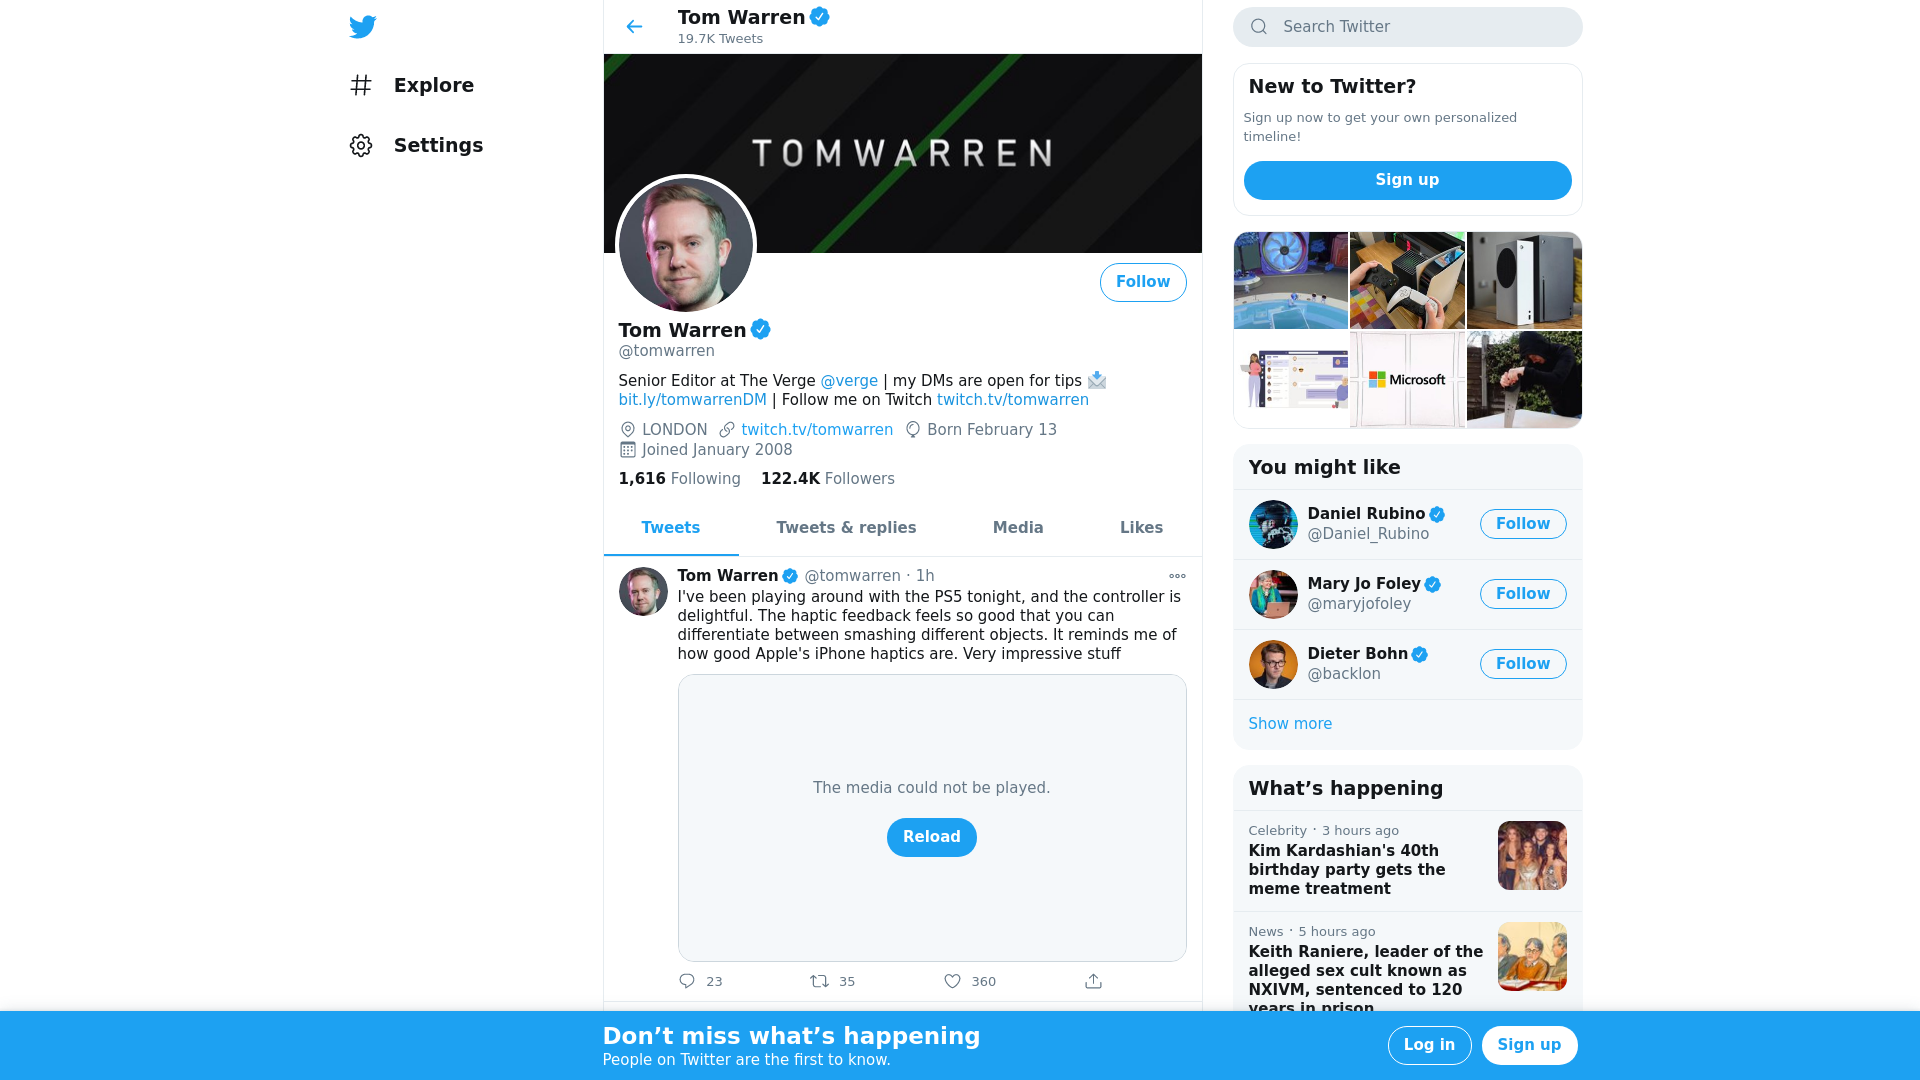 Explore
Settings
Tom Warren
19.7K Tweets
TOMWARREN
Follow
Tom Warren
@tomwarren
Senior Editor at The Verge @verge | my DMs are open for tips
bit.ly/tomwarrenDM | Follow me on Twitch twitch.tv/tomwarren
LONDON twitch.tv/tomwarren Born February 13
Joined January 2008
1,616 Following 122.4K Followers
Tweets Tweets & replies Media Likes
Tom Warren @tomwarren · 1h
I've been playing around with the PS5 tonight, and the controller is
delightful. The haptic feedback feels so good that you can
differentiate between smashing different objects. It reminds me of
how good Apple's iPhone haptics are. Very impressive stuff
The media could not be played.
Reload
23 35 360
Search Twitter
New to Twitter?
Sign up now to get your own personalized
timeline!
Sign up
Microsoft
You might like
Daniel Rubino
@Daniel_Rubino
Follow
Mary Jo Foley
@maryjofoley
Follow
Dieter Bohn
@backlon
Follow
Show more
What’s happening
Celebrity · 3 hours ago
Kim Kardashian's 40th
birthday party gets the
meme treatment
News · 5 hours ago
Keith Raniere, leader of the
alleged sex cult known as
NXIVM, sentenced to 120
years in prison
Don’t miss what’s happening
People on Twitter are the first to know.
Log in
Sign up